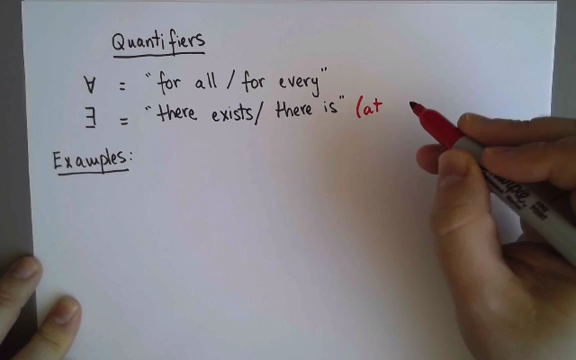 Quantifiers
∀ = "for all / for every"
∃ = "there exists/ there is" (at
Examples: